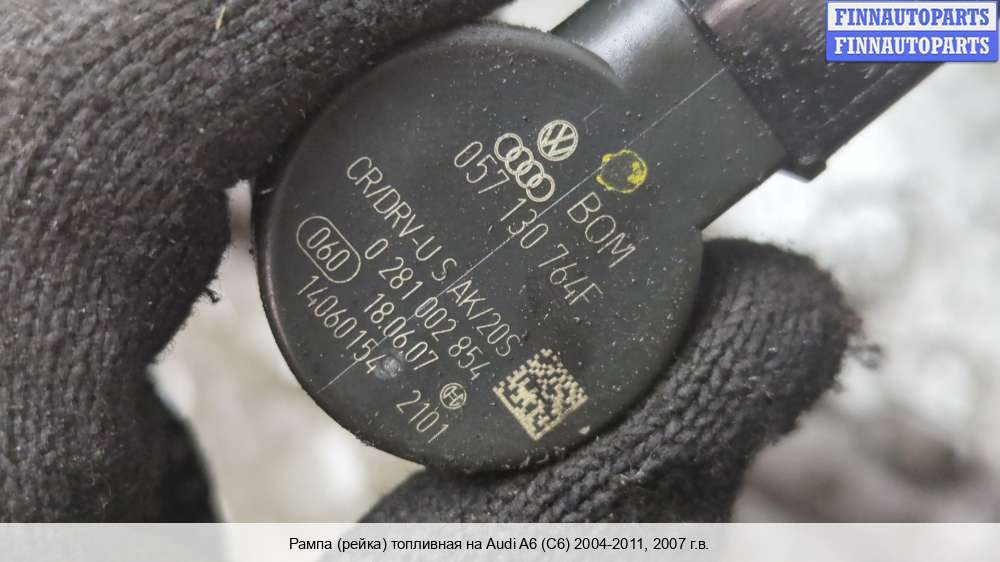 FINNAUTOPARTS
FINNAUTOPARTS
BOM
057 130 764F
CR/DRV-U S AK/20S
060
0 281 002 854
18.06.07
14060154 2101
Рампа (рейка) топливная на Audi A6 (C6) 2004-2011, 2007 г.в.